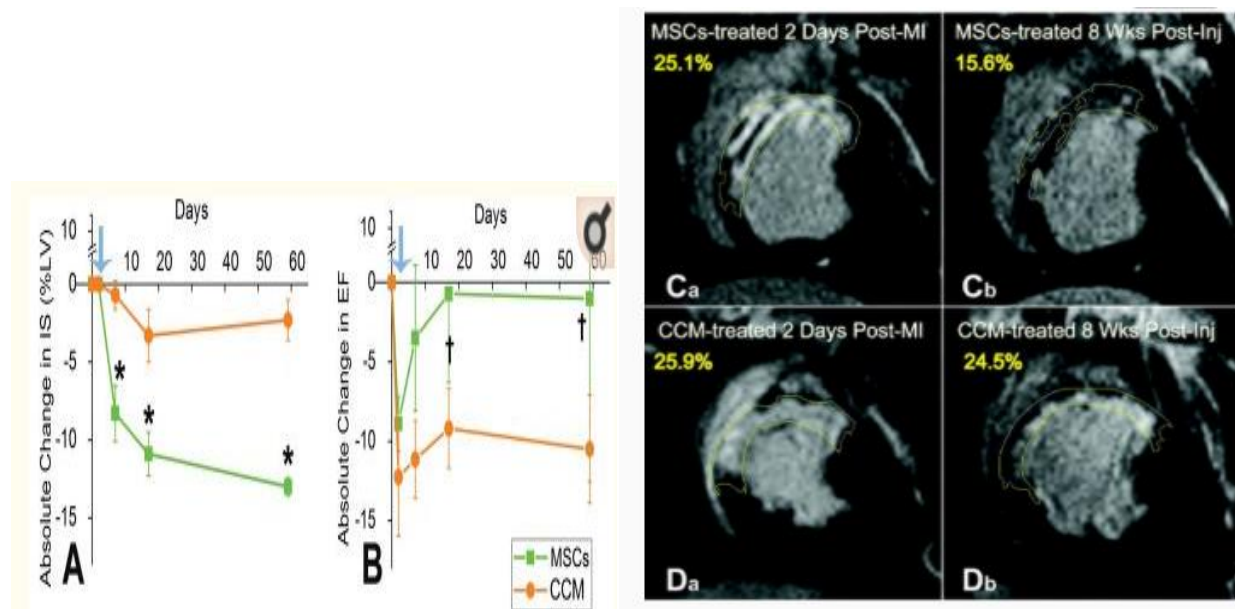 Days
10
0
10 20 30 40 50 60
-5
-10
-15
Absolute Change in IS (%LV)
*
*
*
A
Days
10
0
10 20 30 40 50 60
-5
-10
-15
Absolute Change in EF
†
†
B
MSCs
CCM
MSCs-treated 2 Days Post-MI
25.1%
Ca
MSCs-treated 8 Wks Post-Inj
15.6%
Cb
CCM-treated 2 Days Post-MI
25.9%
Da
CCM-treated 8 Wks Post-Inj
24.5%
Db